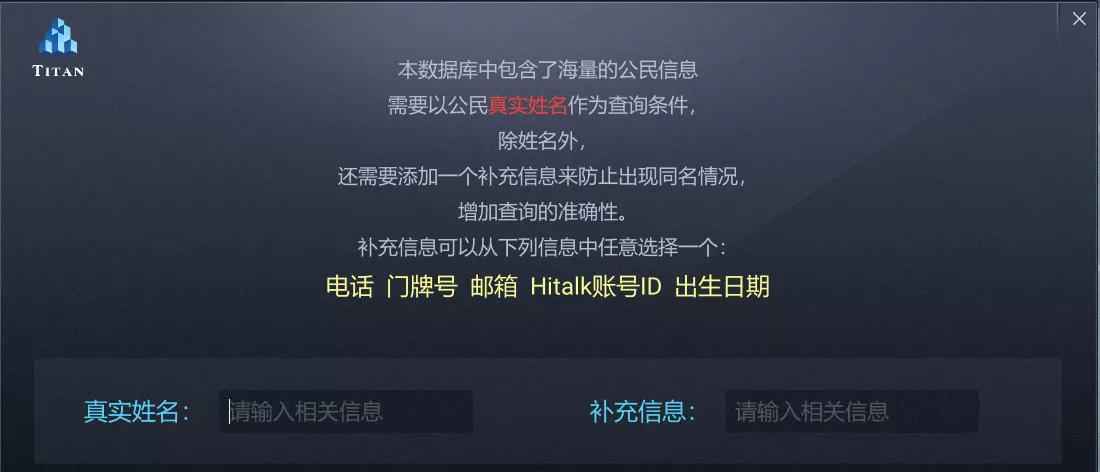 TITAN
本数据库中包含了海量的公民信息
需要以公民真实姓名作为查询条件，
除姓名外，
还需要添加一个补充信息来防止出现同名情况，
增加查询的准确性。
补充信息可以从下列信息中任意选择一个：
电话 门牌号 邮箱 Hitalk账号ID 出生日期
真实姓名： 请输入相关信息 补充信息： 请输入相关信息